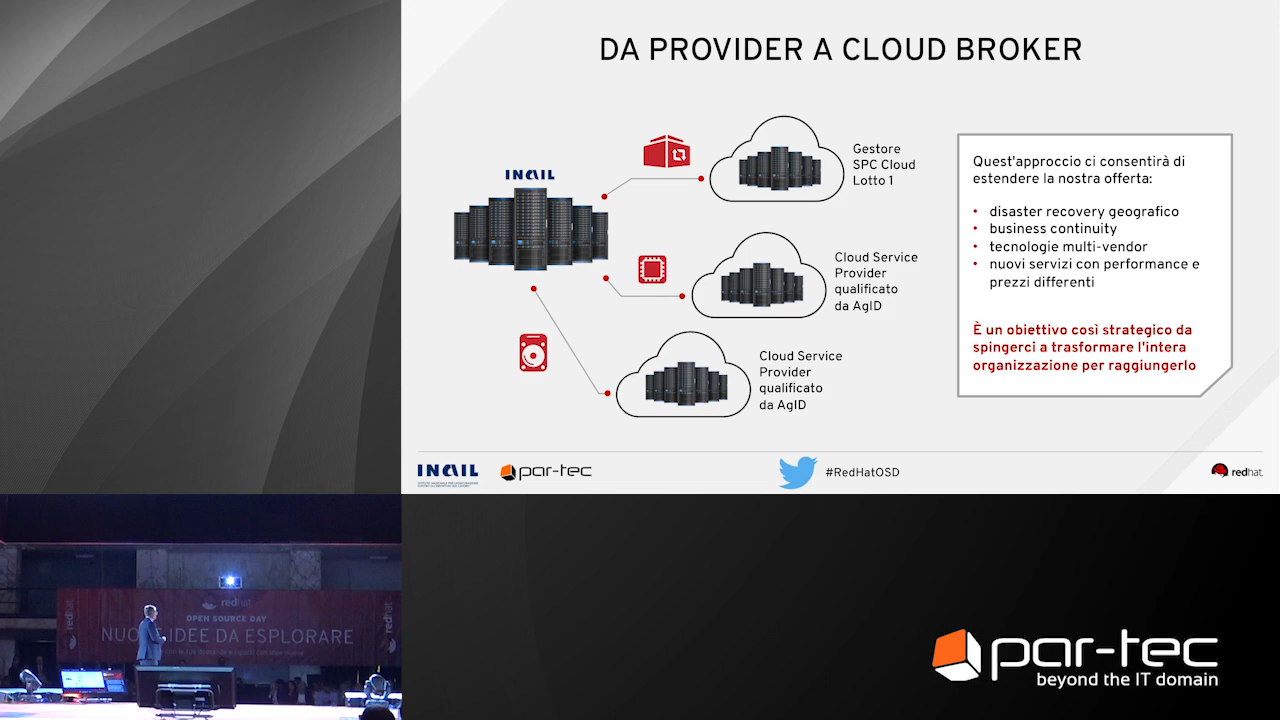 DA PROVIDER A CLOUD BROKER
INAIL
Gestore
SPC Cloud
Lotto 1
Cloud Service
Provider
qualificato
da AgID
Cloud Service
Provider
qualificato
da AgID
Quest'approccio ci consentirà di
estendere la nostra offerta:
• disaster recovery geografico
• business continuity
• tecnologie multi-vendor
• nuovi servizi con performance e
prezzi differenti
È un obiettivo così strategico da
spingerci a trasformare l'intera
organizzazione per raggiungerlo
INAIL
par-tec
#RedHatOSD
redhat.
redhat
OPEN SOURCE DAY
NUOVE IDEE DA ESPLORARE
redhat
redhat
par-tec
beyond the IT domain